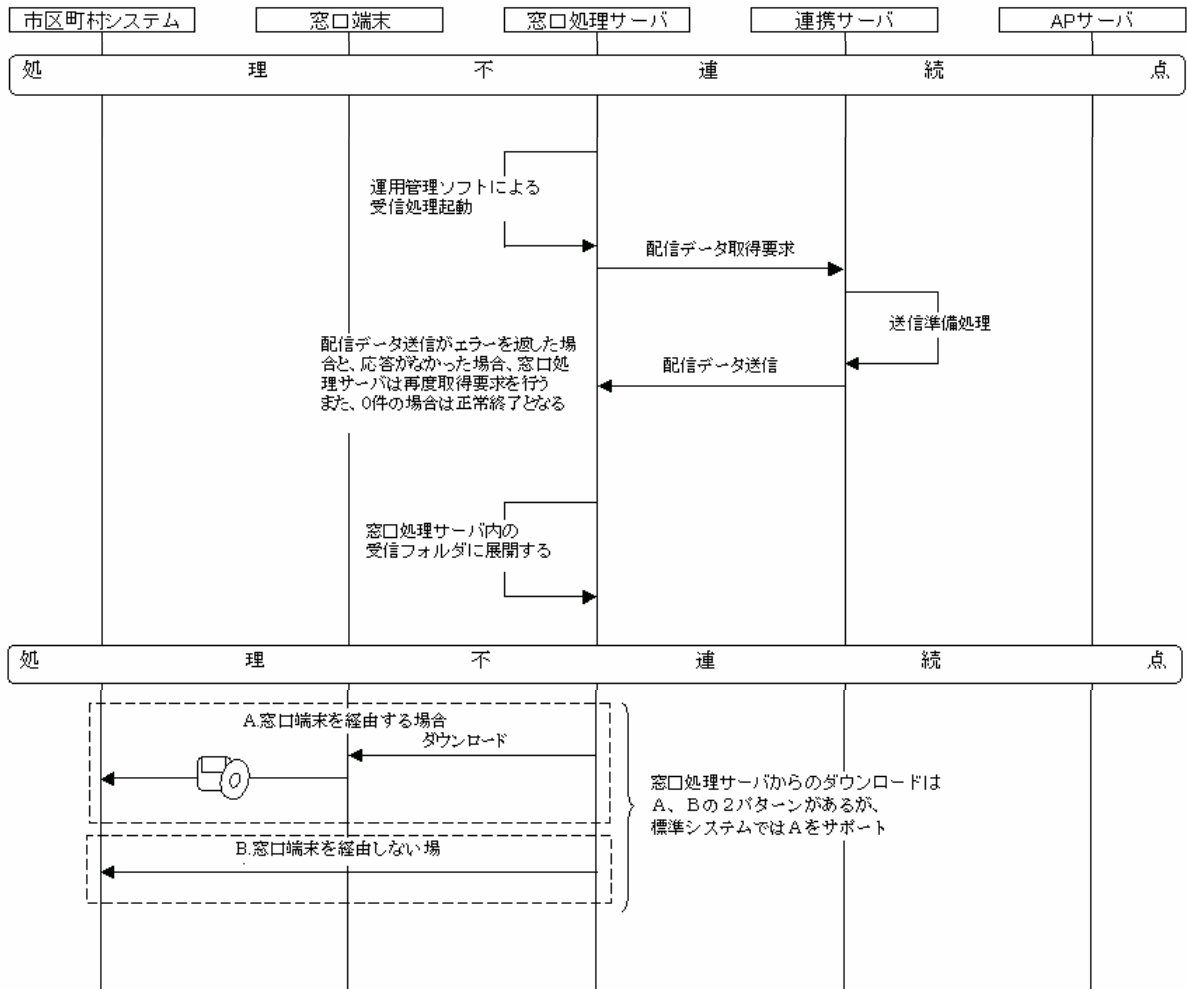 市区町村システム
窓口端末
窓口処理サーバ
連携サーバ
APサーバ
処理不連続点
運用管理ソフトによる
受信処理起動
配信データ取得要求
送信準備処理
配信データ送信がエラーを返した場
合と、応答がなかった場合、窓口処
理サーバは再度取得要求を行う
また、0件の場合は正常終了となる
配信データ送信
窓口処理サーバ内の
受信フォルダに展開する
処理不連続点
A.窓口端末を経由する場合
ダウンロード
窓口処理サーバからのダウンロードは
A、Bの2パターンがあるが、
標準システムではAをサポート
B.窓口端末を経由しない場